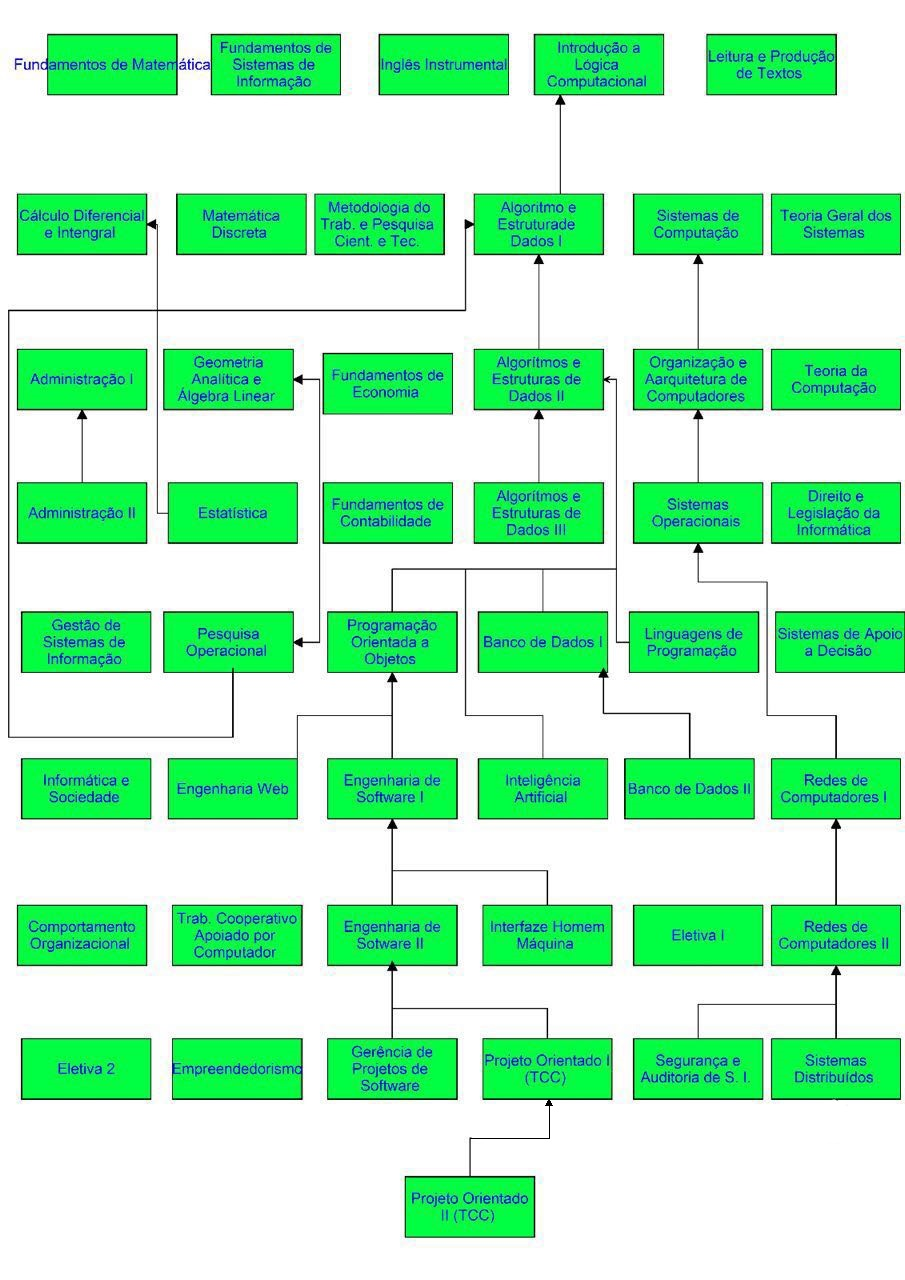 Fundamentos de Matemática
Fundamentos de
Sistemas de
Informação
Inglês Instrumental
Introdução a
Lógica
Computacional
Leitura e Produção
de Textos
Cálculo Diferencial
e Intengral
Matemática
Discreta
Metodologia do
Trab. e Pesquisa
Cient. e Tec.
Algoritmo e
Estruturade
Dados I
Sistemas de
Computação
Teoria Geral dos
Sistemas
Administração I
Geometria
Analítica e
Álgebra Linear
Fundamentos de
Economia
Algorítmos e
Estruturas de
Dados II
Organização e
Aarquitetura de
Computadores
Teoria da
Computação
Administração II
Estatística
Fundamentos de
Contabilidade
Algorítmos e
Estruturas de
Dados III
Sistemas
Operacionais
Direito e
Legislação da
Informática
Gestão de
Sistemas de
Informação
Pesquisa
Operacional
Programação
Orientada a
Objetos
Banco de Dados I
Linguagens de
Programação
Sistemas de Apoio
a Decisão
Informática e
Sociedade
Engenharia Web
Engenharia de
Software I
Inteligência
Artificial
Banco de Dados II
Redes de
Computadores I
Comportamento
Organizacional
Trab. Cooperativo
Apoiado por
Computador
Engenharia de
Sotware II
Interfaze Homem
Máquina
Eletiva I
Redes de
Computadores II
Eletiva 2
Empreendedorismo
Gerência de
Projetos de
Software
Projeto Orientado I
(TCC)
Segurança e
Auditoria de S. I.
Sistemas
Distribuídos
Projeto Orientado
II (TCC)